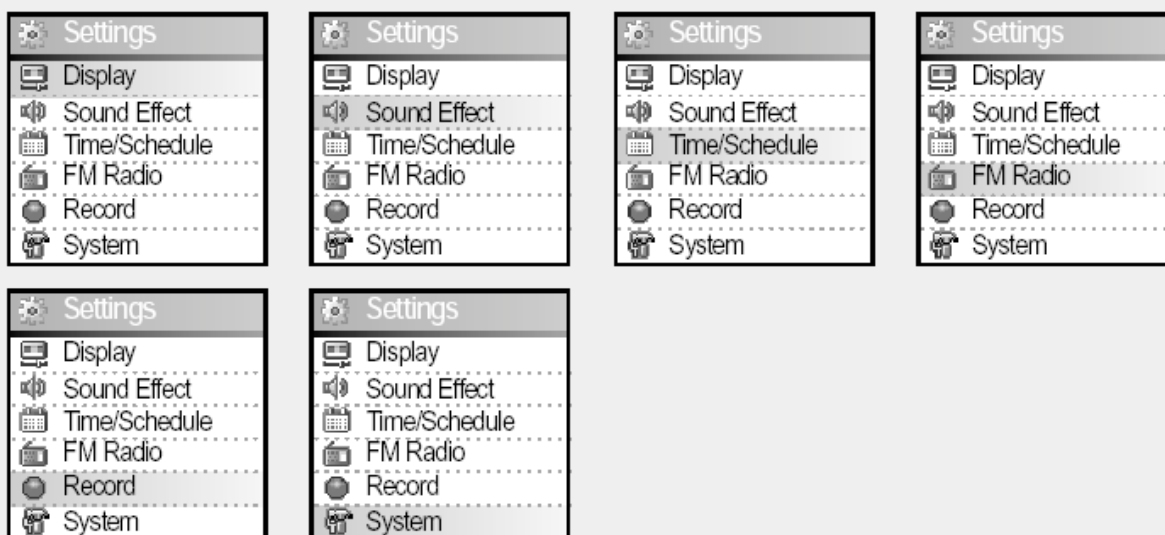 Settings
Display
Sound Effect
Time/Schedule
FM Radio
Record
System
Settings
Display
Sound Effect
Time/Schedule
FM Radio
Record
System
Settings
Display
Sound Effect
Time/Schedule
FM Radio
Record
System
Settings
Display
Sound Effect
Time/Schedule
FM Radio
Record
System
Settings
Display
Sound Effect
Time/Schedule
FM Radio
Record
System
Settings
Display
Sound Effect
Time/Schedule
FM Radio
Record
System